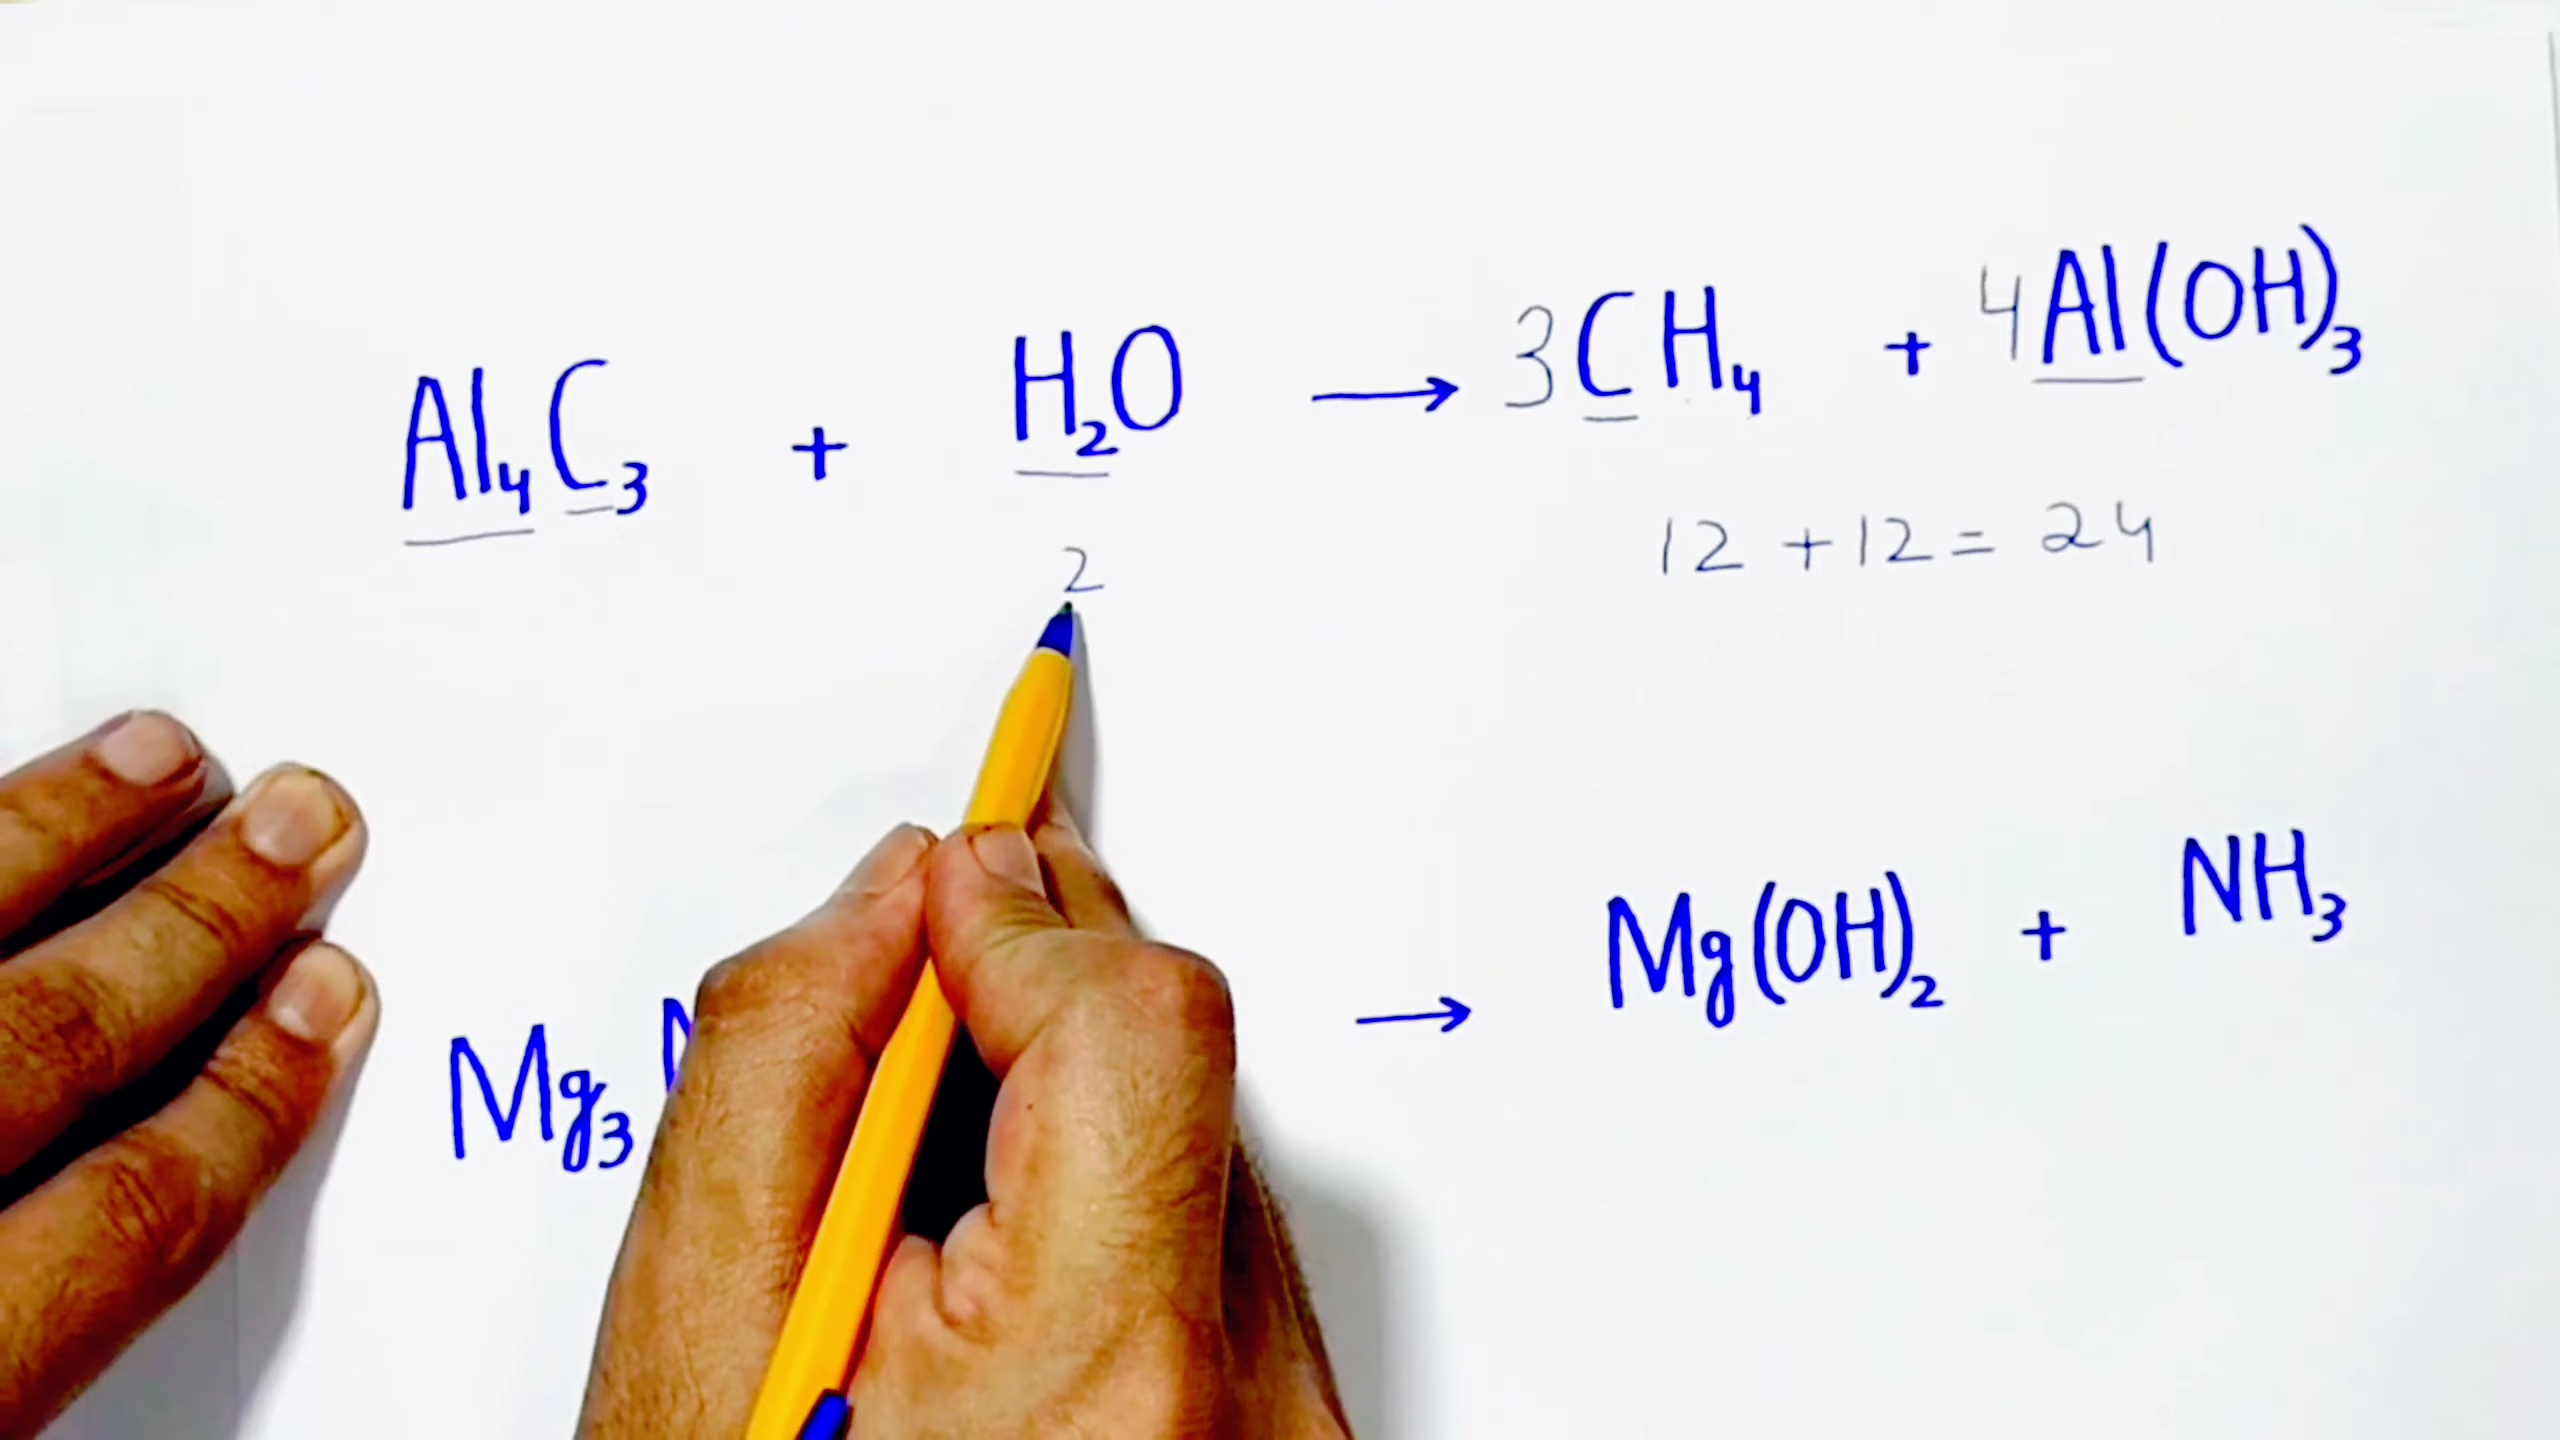 Al₄C₃ + H₂O → 3CH₄ + 4Al(OH)₃
2 12 + 12 = 24
Mg₃ → Mg(OH)₂ + NH₃